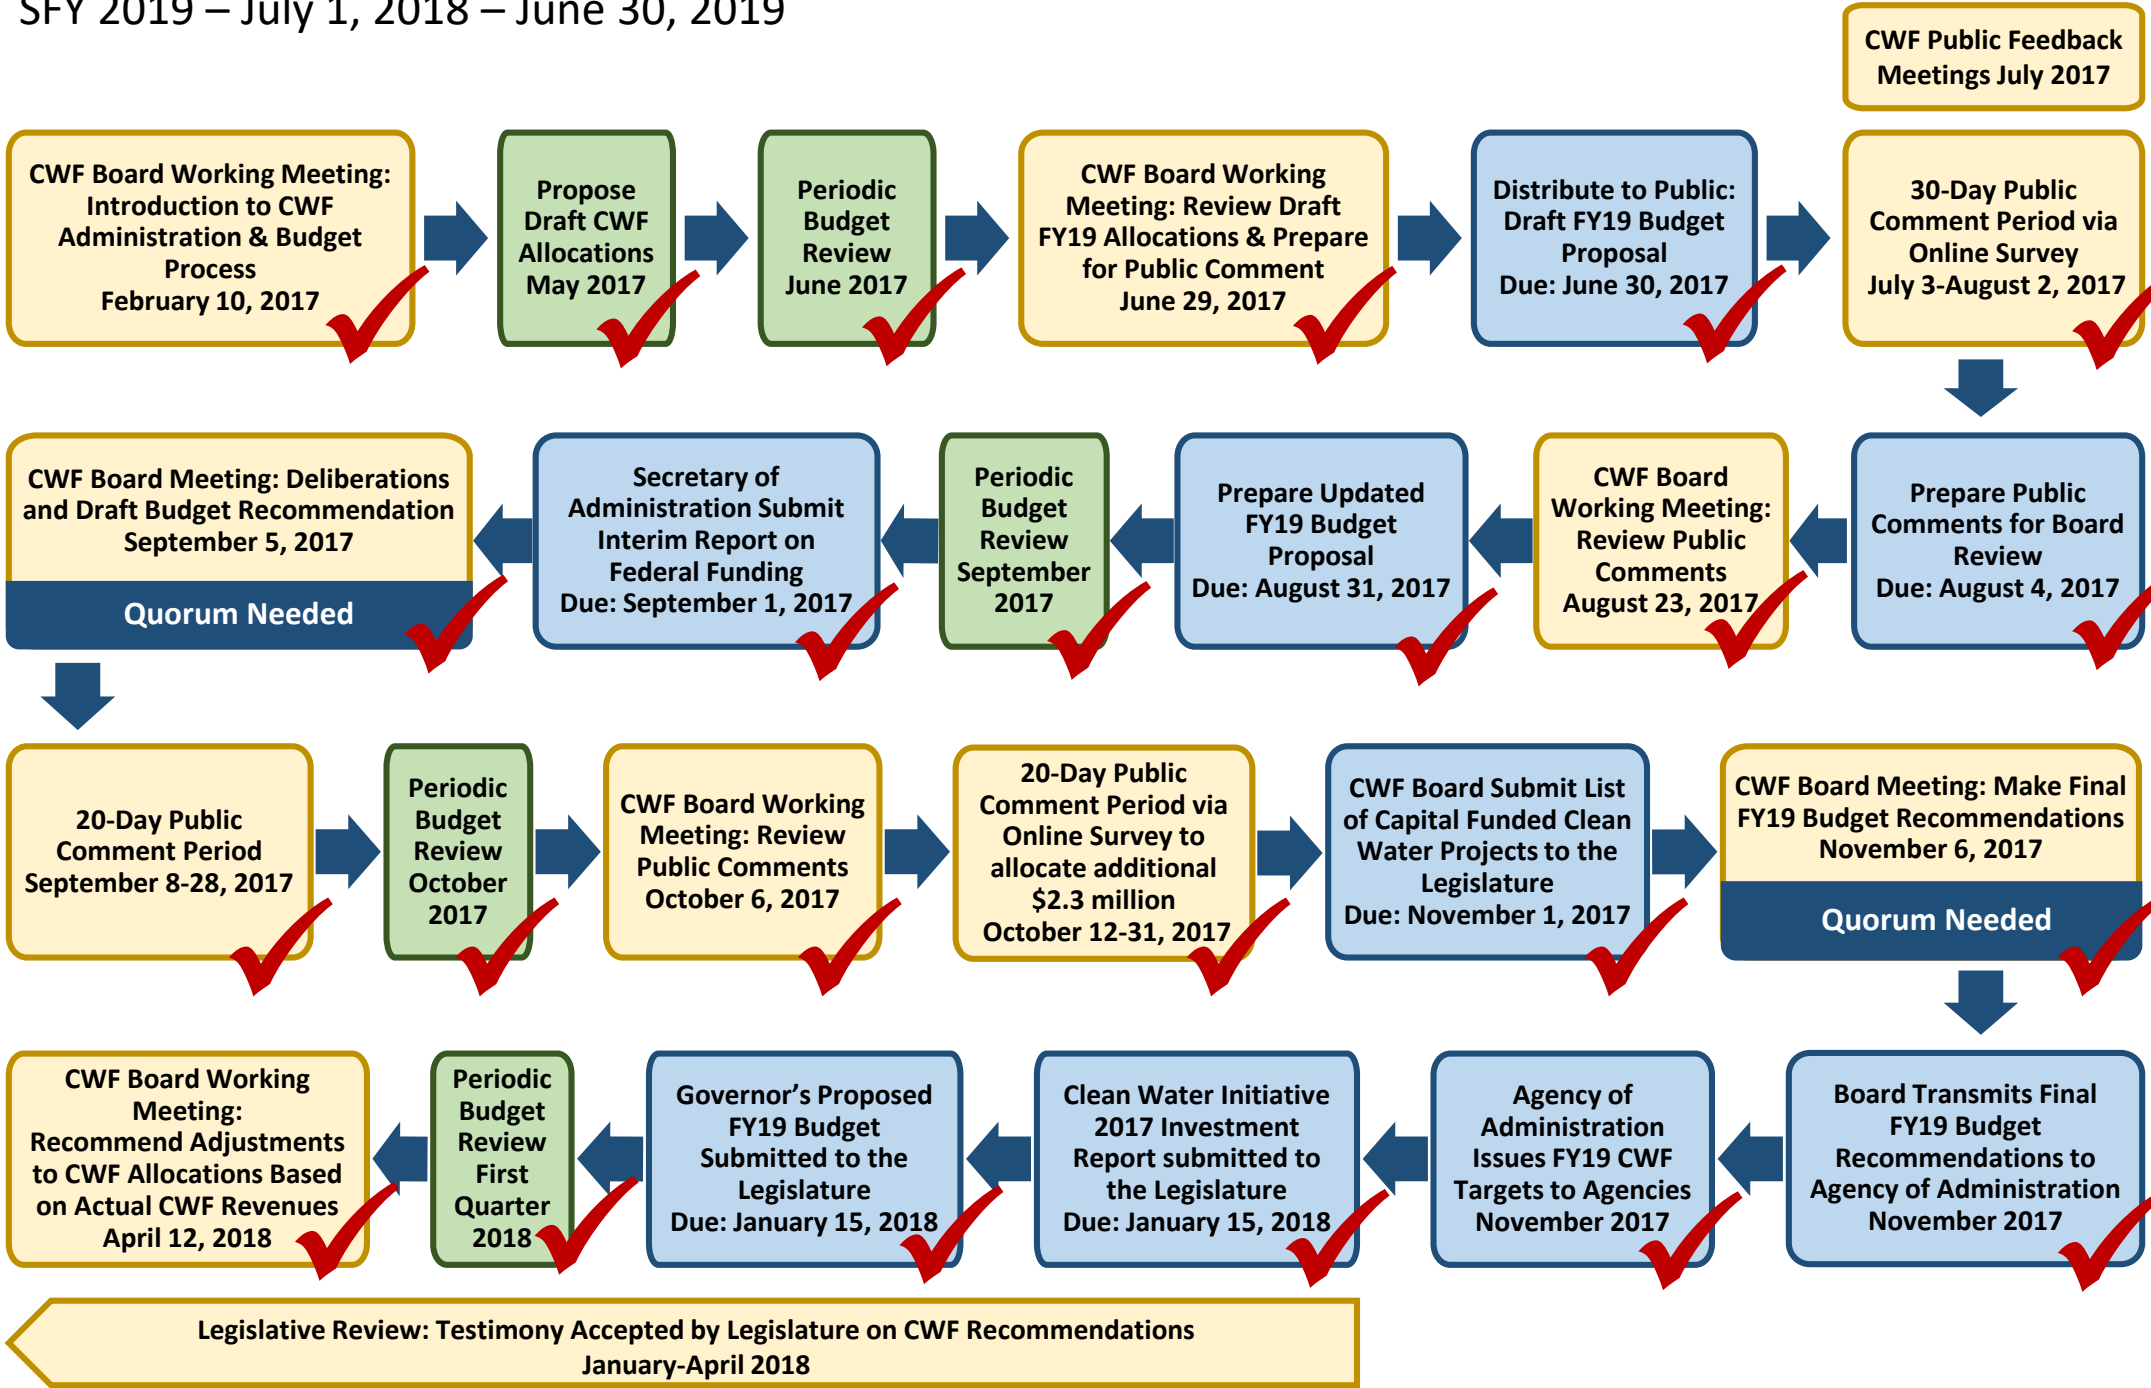 SFY 2019 – July 1, 2018 – June 30, 2019
CWF Public Feedback
Meetings July 2017
CWF Board Working Meeting:
Introduction to CWF
Administration & Budget
Process
February 10, 2017
Propose
Draft CWF
Allocations
May 2017
Periodic
Budget
Review
June 2017
CWF Board Working
Meeting: Review Draft
FY19 Allocations & Prepare
for Public Comment
June 29, 2017
Distribute to Public:
Draft FY19 Budget
Proposal
Due: June 30, 2017
30-Day Public
Comment Period via
Online Survey
July 3-August 2, 2017
Prepare Public
Comments for Board
Review
Due: August 4, 2017
CWF Board
Working Meeting:
Review Public
Comments
August 23, 2017
Prepare Updated
FY19 Budget
Proposal
Due: August 31, 2017
Periodic
Budget
Review
September
2017
Secretary of
Administration Submit
Interim Report on
Federal Funding
Due: September 1, 2017
CWF Board Meeting: Deliberations
and Draft Budget Recommendation
September 5, 2017
Quorum Needed
20-Day Public
Comment Period
September 8-28, 2017
Periodic
Budget
Review
October
2017
CWF Board Working
Meeting: Review
Public Comments
October 6, 2017
20-Day Public
Comment Period via
Online Survey to
allocate additional
$2.3 million
October 12-31, 2017
CWF Board Submit List
of Capital Funded Clean
Water Projects to the
Legislature
Due: November 1, 2017
CWF Board Meeting: Make Final
FY19 Budget Recommendations
November 6, 2017
Quorum Needed
Board Transmits Final
FY19 Budget
Recommendations to
Agency of Administration
November 2017
Agency of
Administration
Issues FY19 CWF
Targets to Agencies
November 2017
Clean Water Initiative
2017 Investment
Report submitted to
the Legislature
Due: January 15, 2018
Governor’s Proposed
FY19 Budget
Submitted to the
Legislature
Due: January 15, 2018
Periodic
Budget
Review
First
Quarter
2018
CWF Board Working
Meeting:
Recommend Adjustments
to CWF Allocations Based
on Actual CWF Revenues
April 12, 2018
Legislative Review: Testimony Accepted by Legislature on CWF Recommendations
January-April 2018